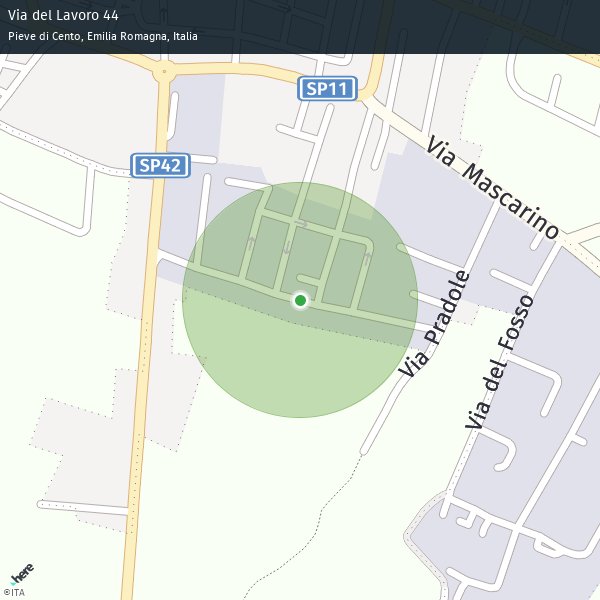 Via del Lavoro 44
Pieve di Cento, Emilia Romagna, Italia
SP11
SP42
Via Mascarino
Via Pradole
Via del Fosso
here
©ITA